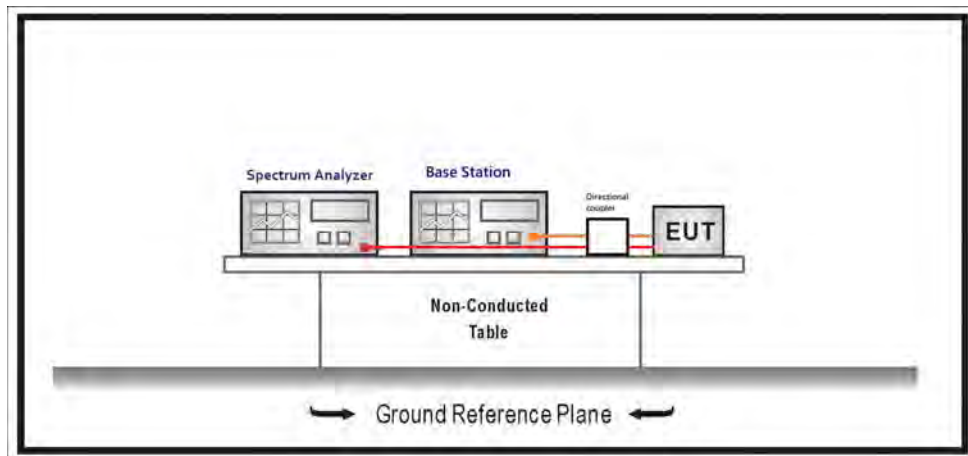 Spectrum Analyzer
Base Station
Directional
coupler
EUT
Non-Conducted
Table
Ground Reference Plane